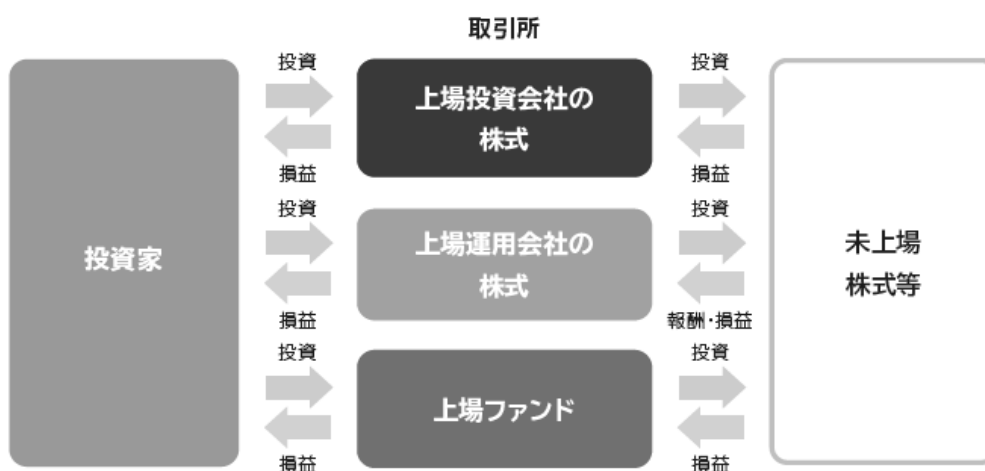 取引所
投資
投資
上場投資会社の
株式
損益
損益
投資
投資
投資家
上場運用会社の
株式
未上場
株式等
損益
報酬・損益
投資
投資
上場ファンド
損益
損益